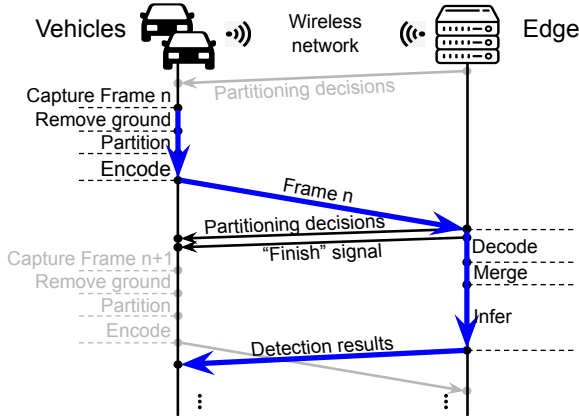 Vehicles
Wireless
network
Edge
Partitioning decisions
Capture Frame n
Remove ground
Partition
Encode
Frame n
Partitioning decisions
"Finish" signal
Decode
Merge
Infer
Capture Frame n+1
Remove ground
Partition
Encode
Detection results